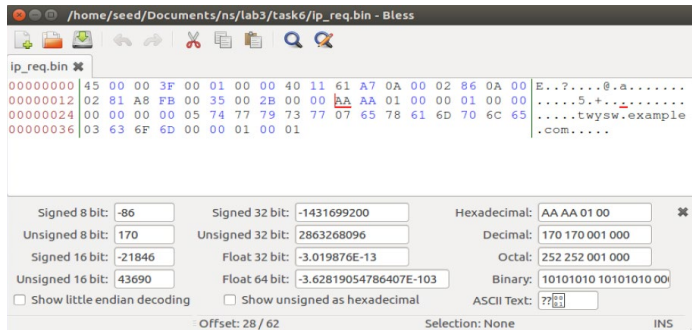 /home/seed/Documents/ns/lab3/task6/ip_req.bin - Bless
ip_req.bin
00000000 45 00 00 3F 00 01 00 00 40 11 61 A7 0A 00 02 86 0A 00 E..?....@.a.......
00000012 02 81 A8 FB 00 35 00 2B 00 00 AA AA 01 00 00 01 00 00 .....5.+..........
00000024 00 00 00 00 05 74 77 79 73 77 07 65 78 61 6D 70 6C 65 .....twysw.example
00000036 03 63 6F 6D 00 00 01 00 01 .com.....
Signed 8 bit: -86 Signed 32 bit: -1431699200 Hexadecimal: AA AA 01 00
Unsigned 8 bit: 170 Unsigned 32 bit: 2863268096 Decimal: 170 170 001 000
Signed 16 bit: -21846 Float 32 bit: -3.019876E-13 Octal: 252 252 001 000
Unsigned 16 bit: 43690 Float 64 bit: -3.62819054786407E-103 Binary: 10101010 10101010 00
Show little endian decoding Show unsigned as hexadecimal ASCII Text: ??
Offset: 28 / 62 Selection: None INS